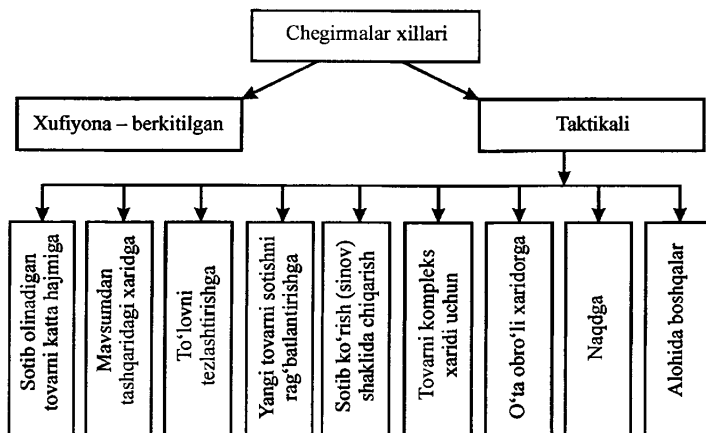 Chegirmalar xillari
Xufiyona – berkitilgan
Taktikali
Sotib olinadigan
tovarni katta hajmiga
Mavsumdan
tashqaridagi xaridga
To‘lovni
tezlashtirishga
Yangi tovarni sotishni
rag‘batlantirishga
Sotib ko‘rish (sinov)
shaklida chiqarish
Tovarni kompleks
xaridi uchun
O‘ta obro‘li xaridorga
Naqdga
Alohida boshqalar